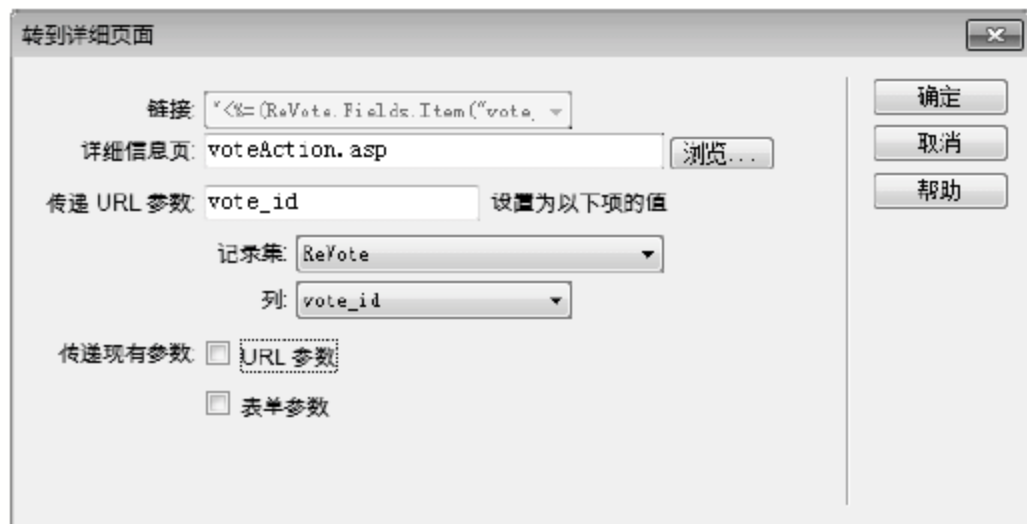 转到详细页面
链接: "<%=(ReVote.Fields.Item("vote_
确定
详细信息页: voteAction.asp 浏览...
取消
传递 URL 参数: vote_id 设置为以下项的值
帮助
记录集: ReVote
列: vote_id
传递现有参数: URL 参数
表单参数